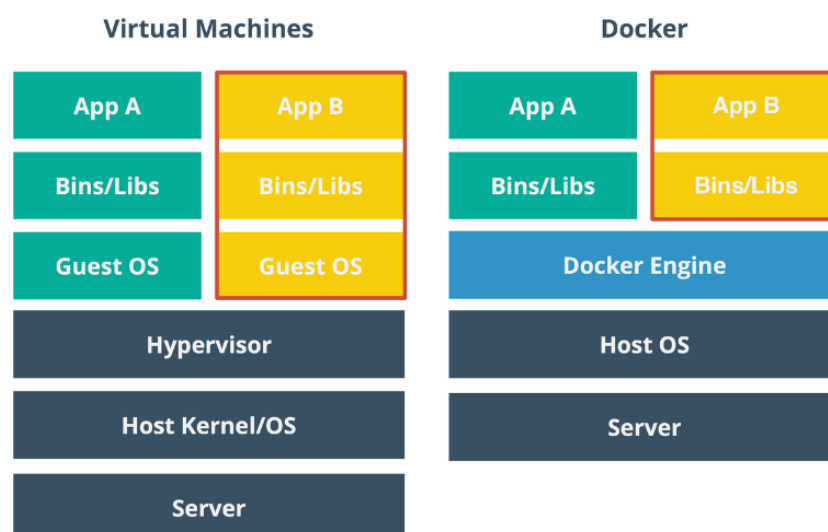 Virtual Machines
App A
App B
Bins/Libs
Bins/Libs
Guest OS
Guest OS
Hypervisor
Host Kernel/OS
Server
Docker
App A
App B
Bins/Libs
Bins/Libs
Docker Engine
Host OS
Server